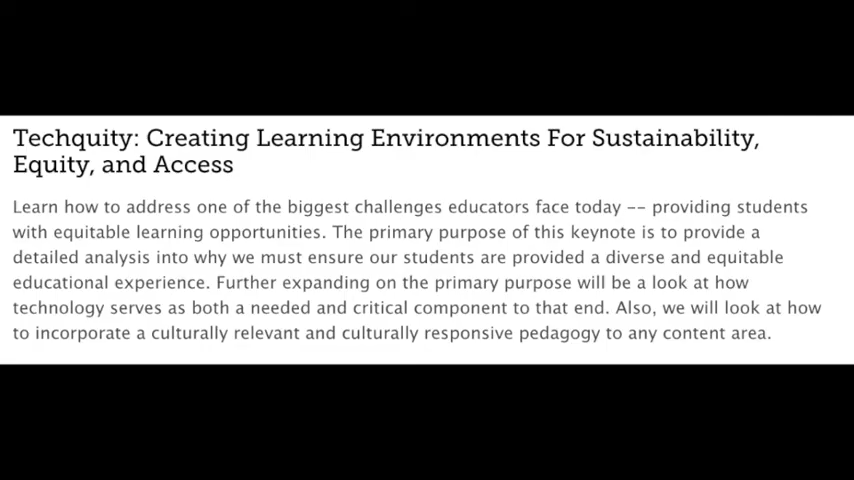 Techquity: Creating Learning Environments For Sustainability,
Equity, and Access
Learn how to address one of the biggest challenges educators face today -- providing students
with equitable learning opportunities. The primary purpose of this keynote is to provide a
detailed analysis into why we must ensure our students are provided a diverse and equitable
educational experience. Further expanding on the primary purpose will be a look at how
technology serves as both a needed and critical component to that end. Also, we will look at how
to incorporate a culturally relevant and culturally responsive pedagogy to any content area.